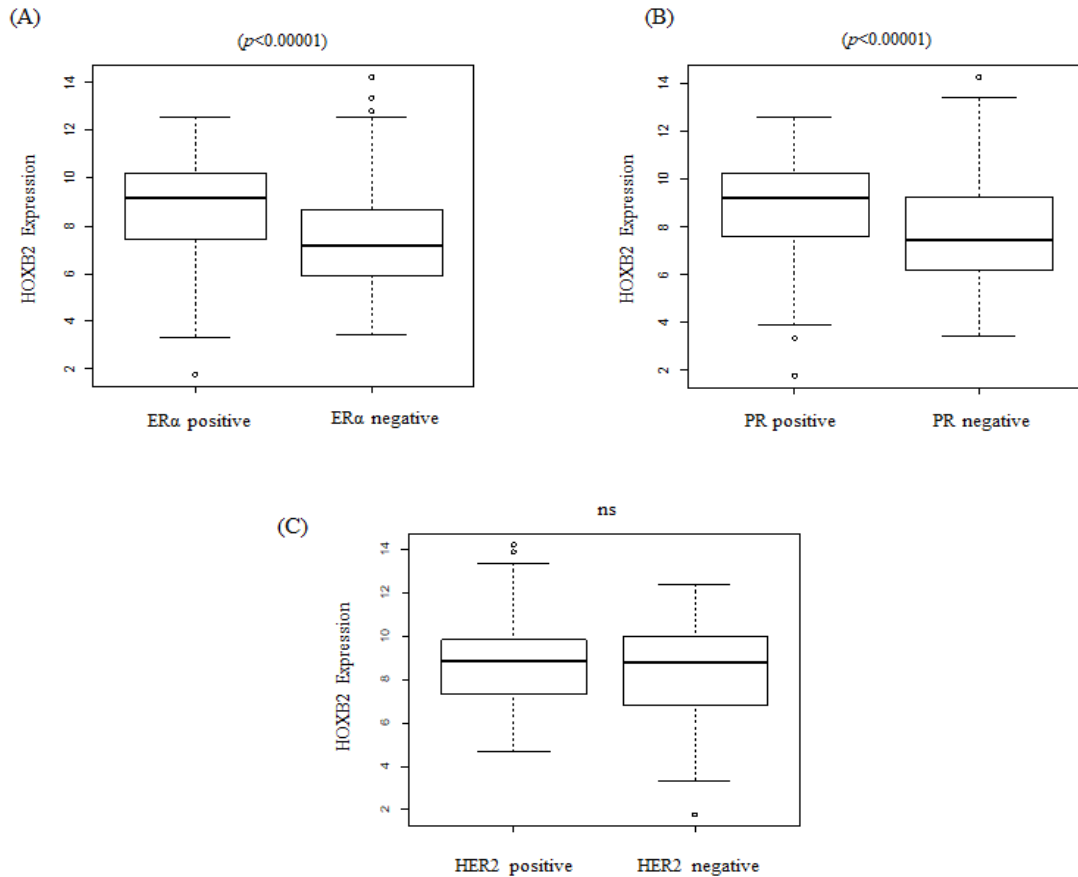 (A)
(p<0.00001)
14
12
10
8
6
4
2
HOXB2 Expression
ERα positive
ERα negative
(B)
(p<0.00001)
14
12
10
8
6
4
2
HOXB2 Expression
PR positive
PR negative
(C)
ns
14
12
10
8
6
4
2
HOXB2 Expression
HER2 positive
HER2 negative